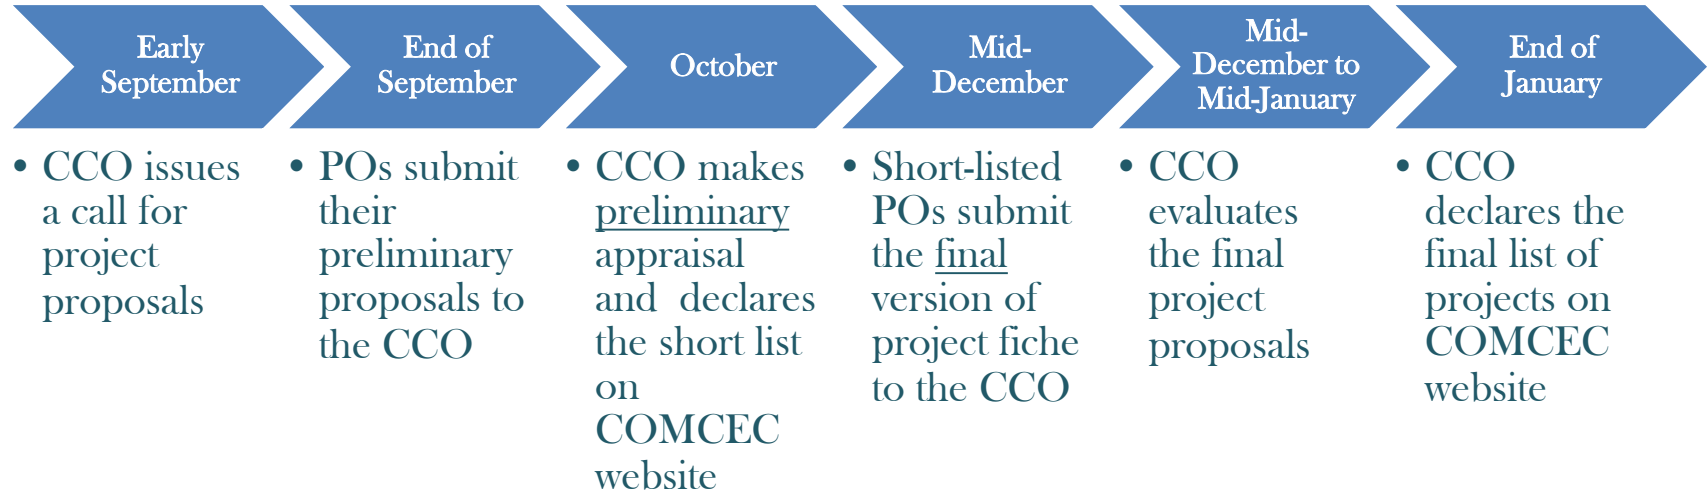 Early
September
End of
September
October
Mid-
December
Mid-
December to
Mid-January
End of
January
• CCO issues
a call for
project
proposals
• POs submit
their
preliminary
proposals to
the CCO
• CCO makes
preliminary
appraisal
and declares
the short list
on
COMCEC
website
• Short-listed
POs submit
the final
version of
project fiche
to the CCO
• CCO
evaluates
the final
project
proposals
• CCO
declares the
final list of
projects on
COMCEC
website